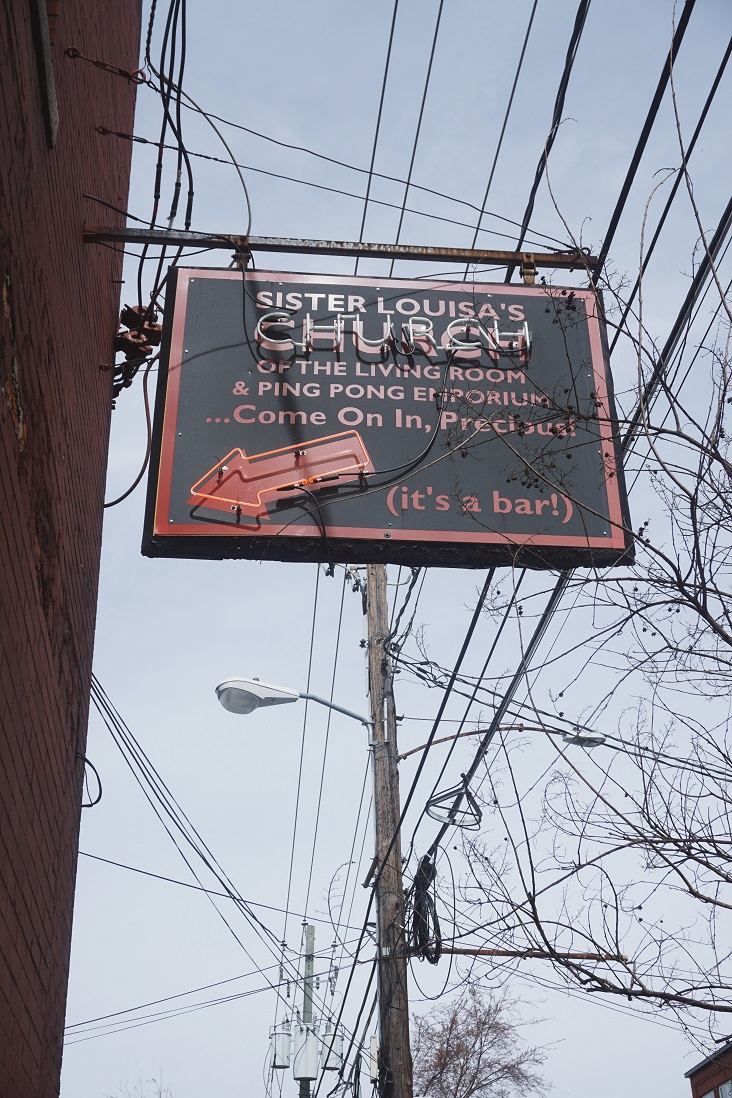 SISTER LOUISA'S
CHURCH
OF THE LIVING ROOM
& PING PONG EMPORIUM
...Come On In, Precious!
(it's a bar!)